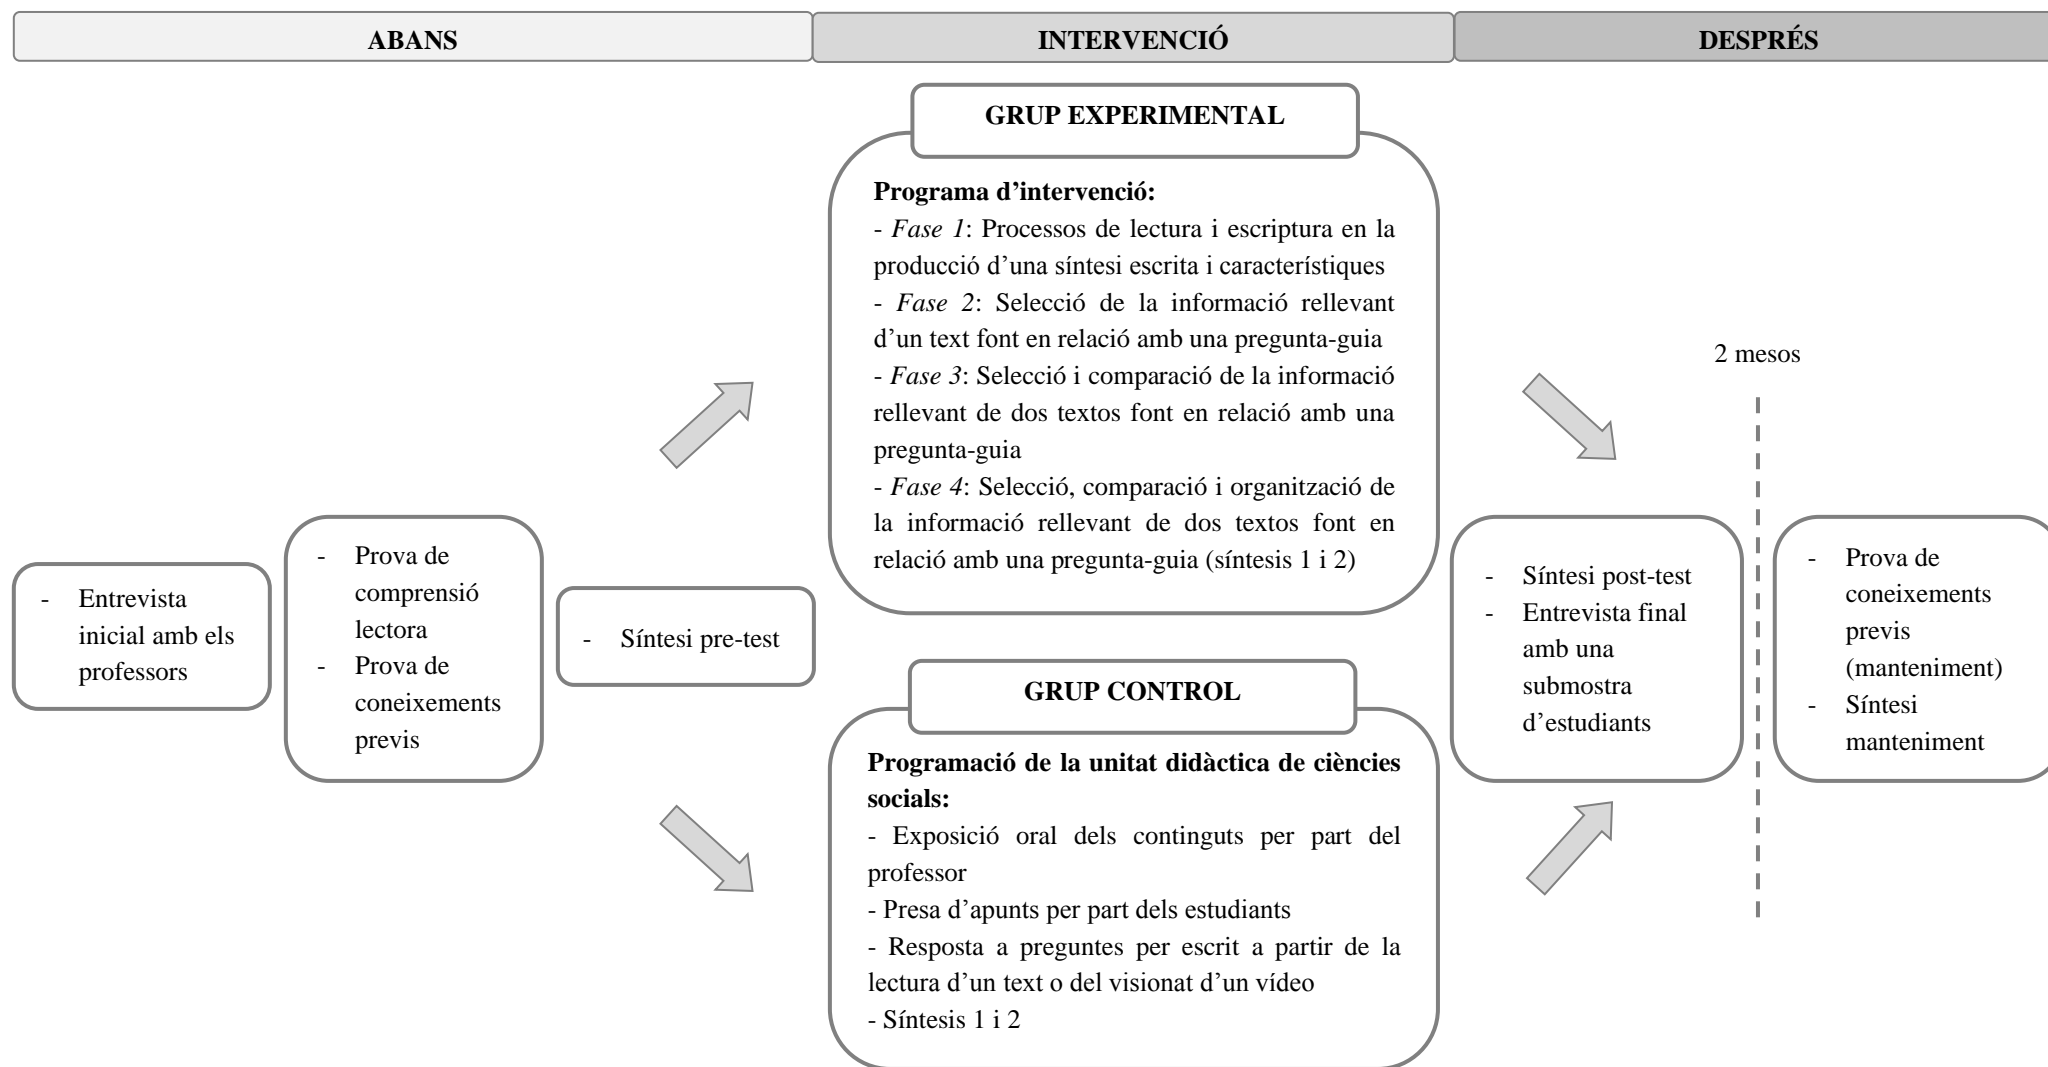 ABANS
INTERVENCIÓ
DESPRÉS
- Entrevista
inicial amb els
professors
- Prova de
comprensió
lectora
- Prova de
coneixements
previs
- Síntesi pre-test
GRUP EXPERIMENTAL
Programa d’intervenció:
- Fase 1: Processos de lectura i escriptura en la
producció d’una síntesi escrita i característiques
- Fase 2: Selecció de la informació rellevant
d’un text font en relació amb una pregunta-guia
- Fase 3: Selecció i comparació de la informació
rellevant de dos textos font en relació amb una
pregunta-guia
- Fase 4: Selecció, comparació i organització de
la informació rellevant de dos textos font en
relació amb una pregunta-guia (síntesis 1 i 2)
GRUP CONTROL
Programació de la unitat didàctica de ciències
socials:
- Exposició oral dels continguts per part del
professor
- Presa d’apunts per part dels estudiants
- Resposta a preguntes per escrit a partir de la
lectura d’un text o del visionat d’un vídeo
- Síntesis 1 i 2
- Síntesi post-test
- Entrevista final
amb una
submostra
d’estudiants
2 mesos
- Prova de
coneixements
previs
(manteniment)
- Síntesi
manteniment